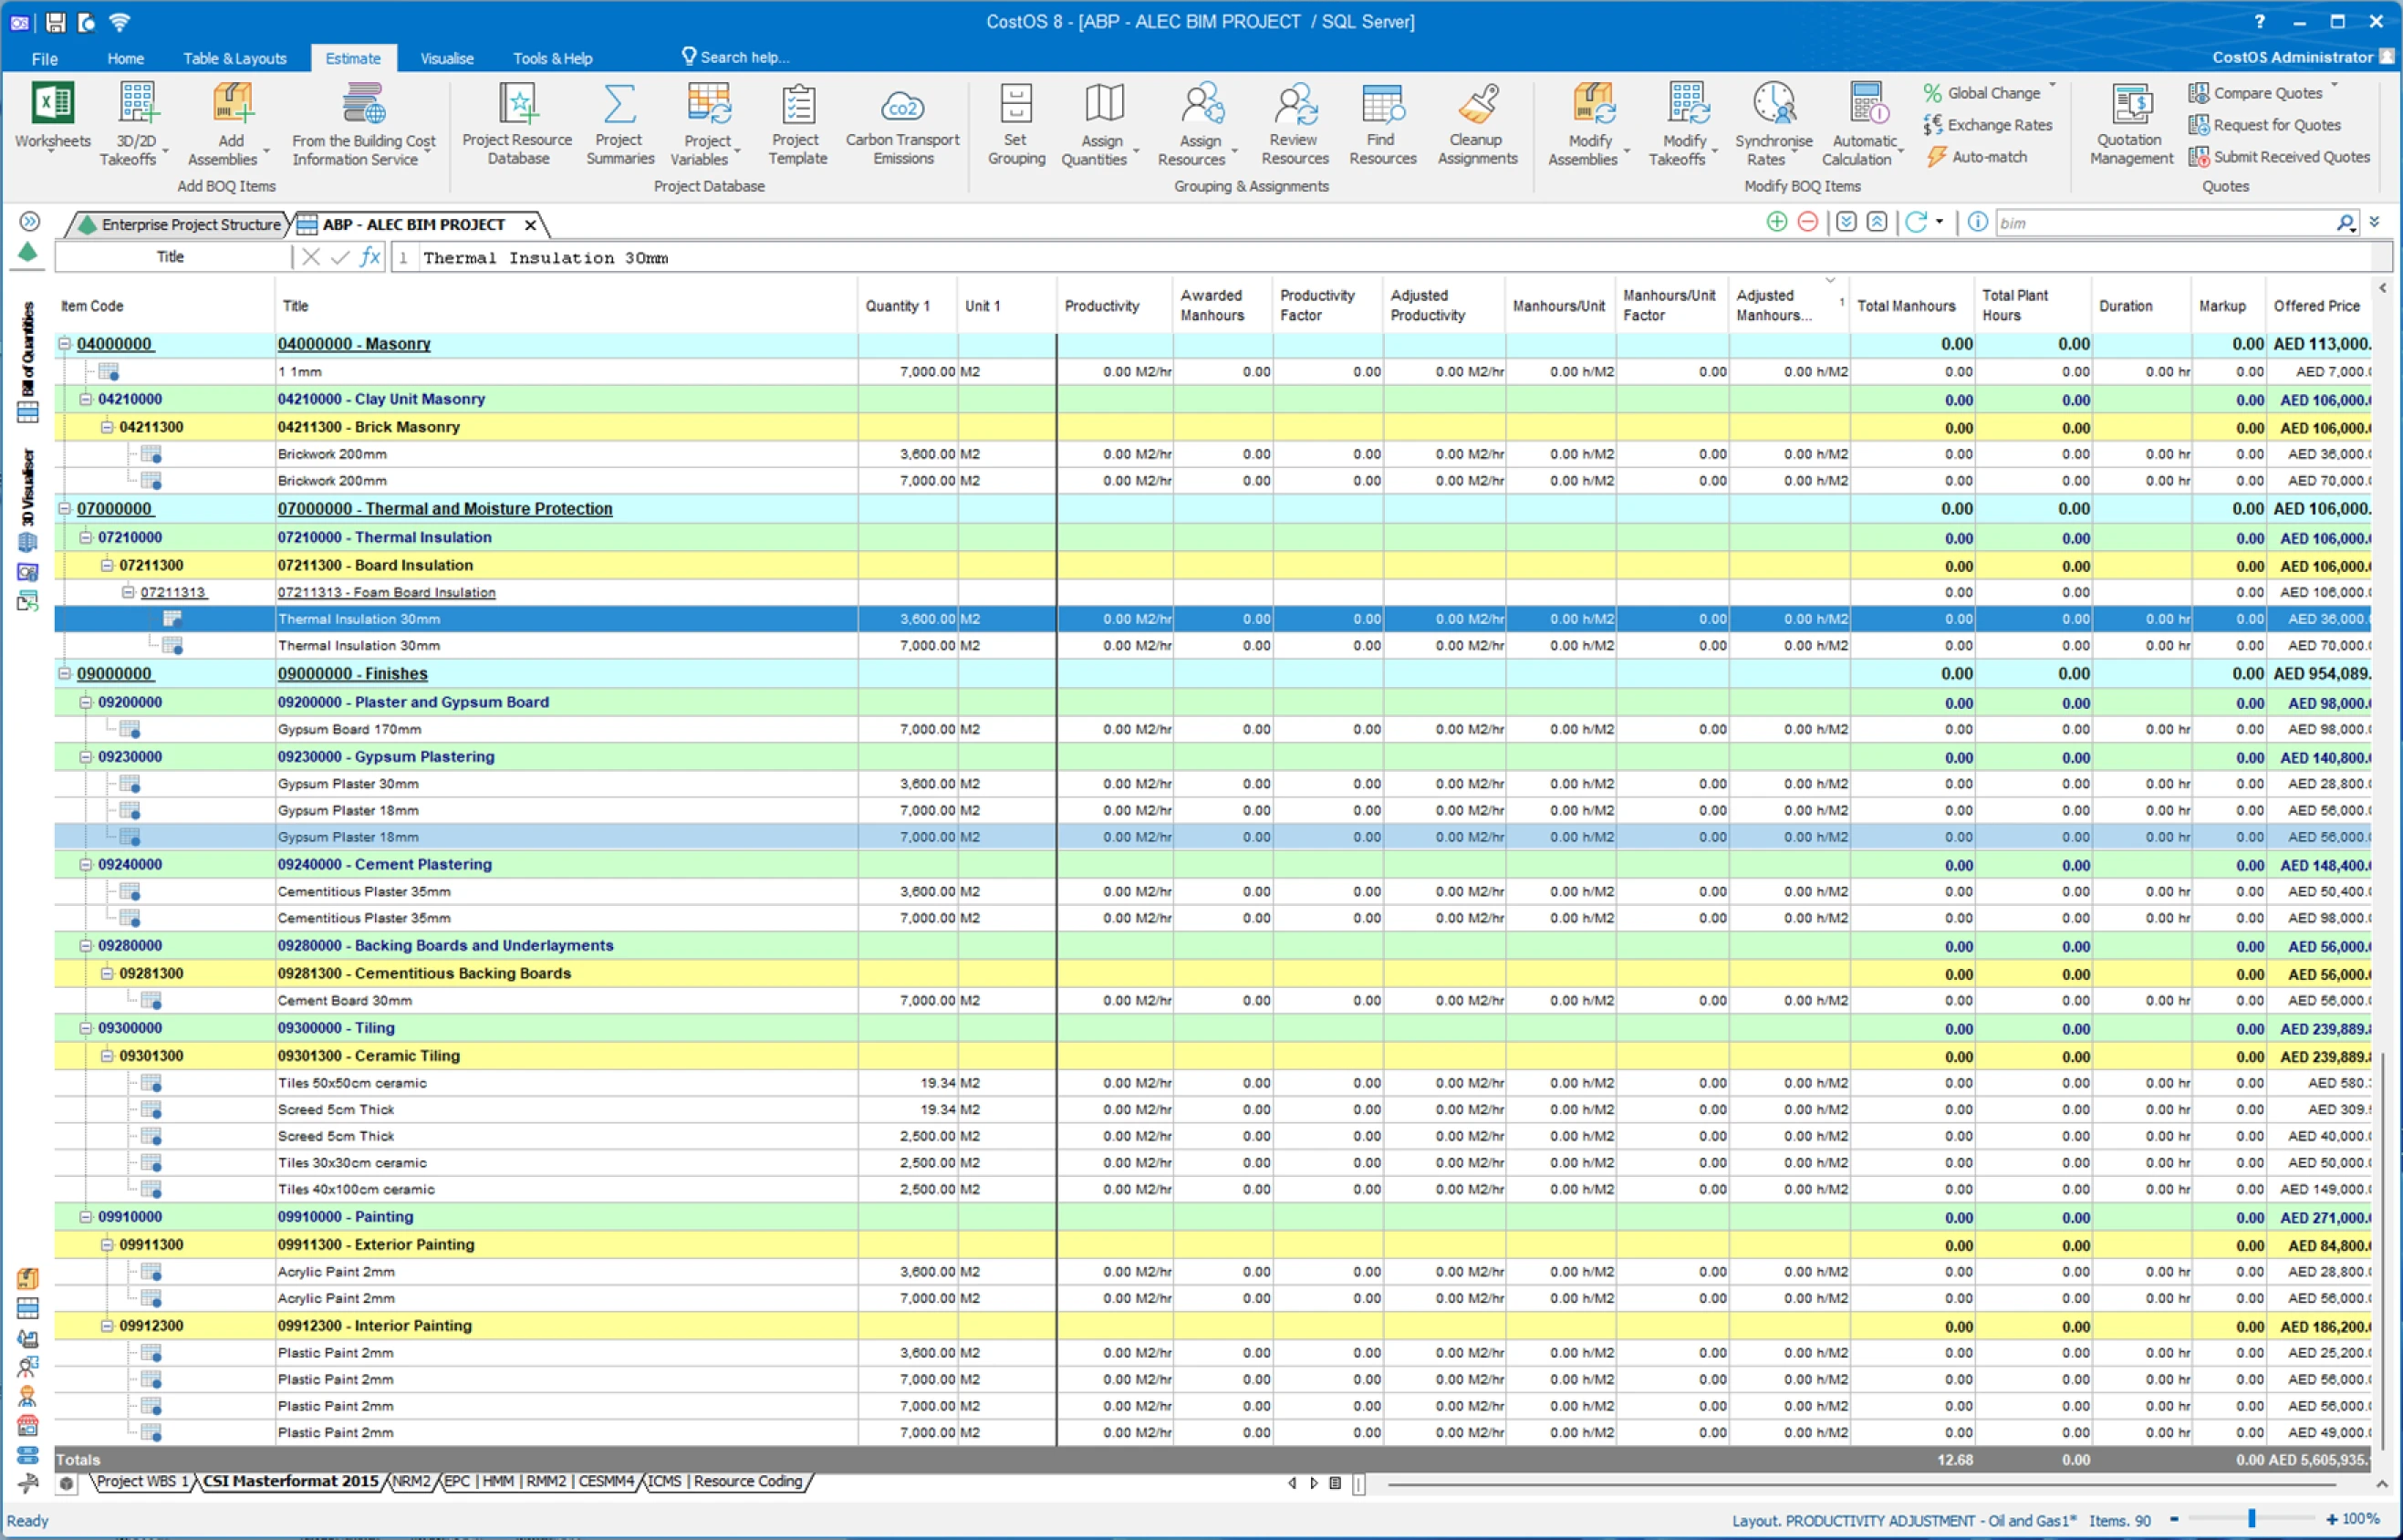 CostOS 8 - [ABP - ALEC BIM PROJECT / SQL Server]
File Home Table & Layouts Estimate Visualise Tools & Help Search help... CostOS Administrator
Worksheets 3D/2D Takeoffs Add Assemblies From the Building Cost Information Service Project Resource Database Project Summaries Project Variables Project Template Carbon Transport Emissions Set Grouping Assign Quantities Assign Resources Review Resources Find Resources Cleanup Assignments Modify Assemblies Modify Takeoffs Synchronise Rates Automatic Calculation Global Change Exchange Rates Auto-match Quotation Management Compare Quotes Request for Quotes Submit Received Quotes
Add BOQ Items Project Database Grouping & Assignments Modify BOQ Items Quotes
Enterprise Project Structure ABP - ALEC BIM PROJECT bim
Title fx 1 Thermal Insulation 30mm
Bill of Quantities
3D Visualiser
Item Code Title Quantity 1 Unit 1 Productivity Awarded Manhours Productivity Factor Adjusted Productivity Manhours/Unit Manhours/Unit Factor Adjusted Manhours... 1 Total Manhours Total Plant Hours Duration Markup Offered Price
04000000 04000000 - Masonry 0.00 0.00 0.00 AED 113,000.
1 1mm 7,000.00 M2 0.00 M2/hr 0.00 0.00 0.00 M2/hr 0.00 h/M2 0.00 0.00 h/M2 0.00 0.00 0.00 hr 0.00 AED 7,000.
04210000 04210000 - Clay Unit Masonry 0.00 0.00 0.00 AED 106,000.
04211300 04211300 - Brick Masonry 0.00 0.00 0.00 AED 106,000.
Brickwork 200mm 3,600.00 M2 0.00 M2/hr 0.00 0.00 0.00 M2/hr 0.00 h/M2 0.00 0.00 h/M2 0.00 0.00 0.00 hr 0.00 AED 36,000.
Brickwork 200mm 7,000.00 M2 0.00 M2/hr 0.00 0.00 0.00 M2/hr 0.00 h/M2 0.00 0.00 h/M2 0.00 0.00 0.00 hr 0.00 AED 70,000.
07000000 07000000 - Thermal and Moisture Protection 0.00 0.00 0.00 AED 106,000.
07210000 07210000 - Thermal Insulation 0.00 0.00 0.00 AED 106,000.
07211300 07211300 - Board Insulation 0.00 0.00 0.00 AED 106,000.
07211313 07211313 - Foam Board Insulation 0.00 0.00 0.00 AED 106,000.
Thermal Insulation 30mm 3,600.00 M2 0.00 M2/hr 0.00 0.00 0.00 M2/hr 0.00 h/M2 0.00 0.00 h/M2 0.00 0.00 0.00 hr 0.00 AED 36,000.
Thermal Insulation 30mm 7,000.00 M2 0.00 M2/hr 0.00 0.00 0.00 M2/hr 0.00 h/M2 0.00 0.00 h/M2 0.00 0.00 0.00 hr 0.00 AED 70,000.
09000000 09000000 - Finishes 0.00 0.00 0.00 AED 954,089.
09200000 09200000 - Plaster and Gypsum Board 0.00 0.00 0.00 AED 98,000.
Gypsum Board 170mm 7,000.00 M2 0.00 M2/hr 0.00 0.00 0.00 M2/hr 0.00 h/M2 0.00 0.00 h/M2 0.00 0.00 0.00 hr 0.00 AED 98,000.
09230000 09230000 - Gypsum Plastering 0.00 0.00 0.00 AED 140,800.
Gypsum Plaster 30mm 3,600.00 M2 0.00 M2/hr 0.00 0.00 0.00 M2/hr 0.00 h/M2 0.00 0.00 h/M2 0.00 0.00 0.00 hr 0.00 AED 28,800.
Gypsum Plaster 18mm 7,000.00 M2 0.00 M2/hr 0.00 0.00 0.00 M2/hr 0.00 h/M2 0.00 0.00 h/M2 0.00 0.00 0.00 hr 0.00 AED 56,000.
Gypsum Plaster 18mm 7,000.00 M2 0.00 M2/hr 0.00 0.00 0.00 M2/hr 0.00 h/M2 0.00 0.00 h/M2 0.00 0.00 0.00 hr 0.00 AED 56,000.
09240000 09240000 - Cement Plastering 0.00 0.00 0.00 AED 148,400.
Cementitious Plaster 35mm 3,600.00 M2 0.00 M2/hr 0.00 0.00 0.00 M2/hr 0.00 h/M2 0.00 0.00 h/M2 0.00 0.00 0.00 hr 0.00 AED 50,400.
Cementitious Plaster 35mm 7,000.00 M2 0.00 M2/hr 0.00 0.00 0.00 M2/hr 0.00 h/M2 0.00 0.00 h/M2 0.00 0.00 0.00 hr 0.00 AED 98,000.
09280000 09280000 - Backing Boards and Underlayments 0.00 0.00 0.00 AED 56,000.
09281300 09281300 - Cementitious Backing Boards 0.00 0.00 0.00 AED 56,000.
Cement Board 30mm 7,000.00 M2 0.00 M2/hr 0.00 0.00 0.00 M2/hr 0.00 h/M2 0.00 0.00 h/M2 0.00 0.00 0.00 hr 0.00 AED 56,000.
09300000 09300000 - Tiling 0.00 0.00 0.00 AED 239,889.
09301300 09301300 - Ceramic Tiling 0.00 0.00 0.00 AED 239,889.
Tiles 50x50cm ceramic 19.34 M2 0.00 M2/hr 0.00 0.00 0.00 M2/hr 0.00 h/M2 0.00 0.00 h/M2 0.00 0.00 0.00 hr 0.00 AED 580.
Screed 5cm Thick 19.34 M2 0.00 M2/hr 0.00 0.00 0.00 M2/hr 0.00 h/M2 0.00 0.00 h/M2 0.00 0.00 0.00 hr 0.00 AED 309.
Screed 5cm Thick 2,500.00 M2 0.00 M2/hr 0.00 0.00 0.00 M2/hr 0.00 h/M2 0.00 0.00 h/M2 0.00 0.00 0.00 hr 0.00 AED 40,000.
Tiles 30x30cm ceramic 2,500.00 M2 0.00 M2/hr 0.00 0.00 0.00 M2/hr 0.00 h/M2 0.00 0.00 h/M2 0.00 0.00 0.00 hr 0.00 AED 50,000.
Tiles 40x100cm ceramic 2,500.00 M2 0.00 M2/hr 0.00 0.00 0.00 M2/hr 0.00 h/M2 0.00 0.00 h/M2 0.00 0.00 0.00 hr 0.00 AED 149,000.
09910000 09910000 - Painting 0.00 0.00 0.00 AED 271,000.
09911300 09911300 - Exterior Painting 0.00 0.00 0.00 AED 84,800.
Acrylic Paint 2mm 3,600.00 M2 0.00 M2/hr 0.00 0.00 0.00 M2/hr 0.00 h/M2 0.00 0.00 h/M2 0.00 0.00 0.00 hr 0.00 AED 28,800.
Acrylic Paint 2mm 7,000.00 M2 0.00 M2/hr 0.00 0.00 0.00 M2/hr 0.00 h/M2 0.00 0.00 h/M2 0.00 0.00 0.00 hr 0.00 AED 56,000.
09912300 09912300 - Interior Painting 0.00 0.00 0.00 AED 186,200.
Plastic Paint 2mm 3,600.00 M2 0.00 M2/hr 0.00 0.00 0.00 M2/hr 0.00 h/M2 0.00 0.00 h/M2 0.00 0.00 0.00 hr 0.00 AED 25,200.
Plastic Paint 2mm 7,000.00 M2 0.00 M2/hr 0.00 0.00 0.00 M2/hr 0.00 h/M2 0.00 0.00 h/M2 0.00 0.00 0.00 hr 0.00 AED 56,000.
Plastic Paint 2mm 7,000.00 M2 0.00 M2/hr 0.00 0.00 0.00 M2/hr 0.00 h/M2 0.00 0.00 h/M2 0.00 0.00 0.00 hr 0.00 AED 56,000.
Plastic Paint 2mm 7,000.00 M2 0.00 M2/hr 0.00 0.00 0.00 M2/hr 0.00 h/M2 0.00 0.00 h/M2 0.00 0.00 0.00 hr 0.00 AED 49,000.
Totals 12.68 0.00 0.00 AED 5,605,935.
Project WBS 1 CSI Masterformat 2015 NRM2 EPC | HMM | RMM2 | CESMM4 ICMS | Resource Coding
Ready Layout. PRODUCTIVITY ADJUSTMENT - Oil and Gas1* Items. 90 - + 100%